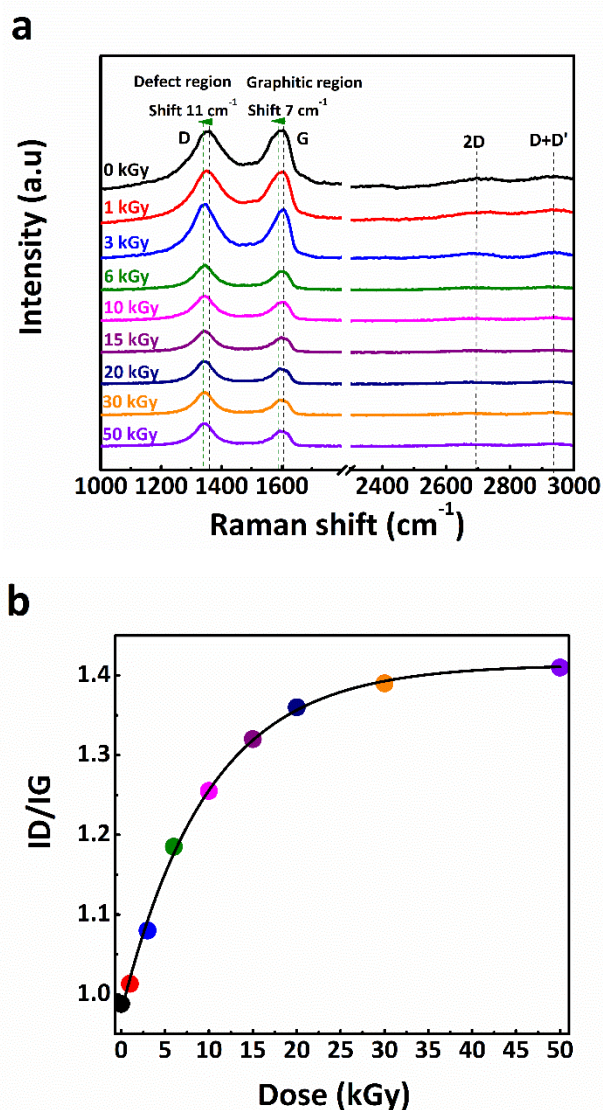 a
Defect region Graphitic region
Shift 11 cm⁻¹ Shift 7 cm⁻¹
D G 2D D+D'
0 kGy
1 kGy
3 kGy
6 kGy
10 kGy
15 kGy
20 kGy
30 kGy
50 kGy
Intensity (a.u)
1000 1200 1400 1600 2400 2600 2800 3000
Raman shift (cm⁻¹)
b
1.4
1.3
1.2
1.1
1.0
ID/IG
0 5 10 15 20 25 30 35 40 45 50
Dose (kGy)